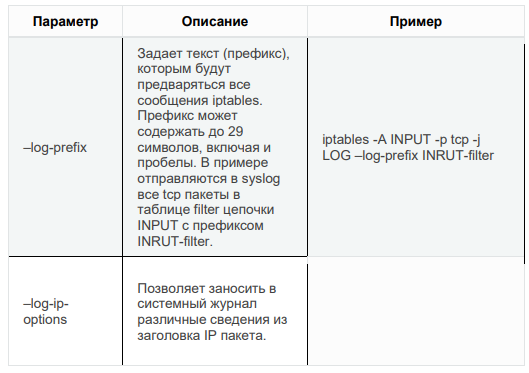 Параметр
Описание
Пример
–log-prefix
Задает текст (префикс),
которым будут
предваряться все
сообщения iptables.
Префикс может
содержать до 29
символов, включая и
пробелы. В примере
отправляются в syslog
все tcp пакеты в
таблице filter цепочки
INPUT с префиксом
INRUT-filter.
iptables -A INPUT -p tcp -j
LOG –log-prefix INRUT-filter
–log-ip-
options
Позволяет заносить в
системный журнал
различные сведения из
заголовка IP пакета.